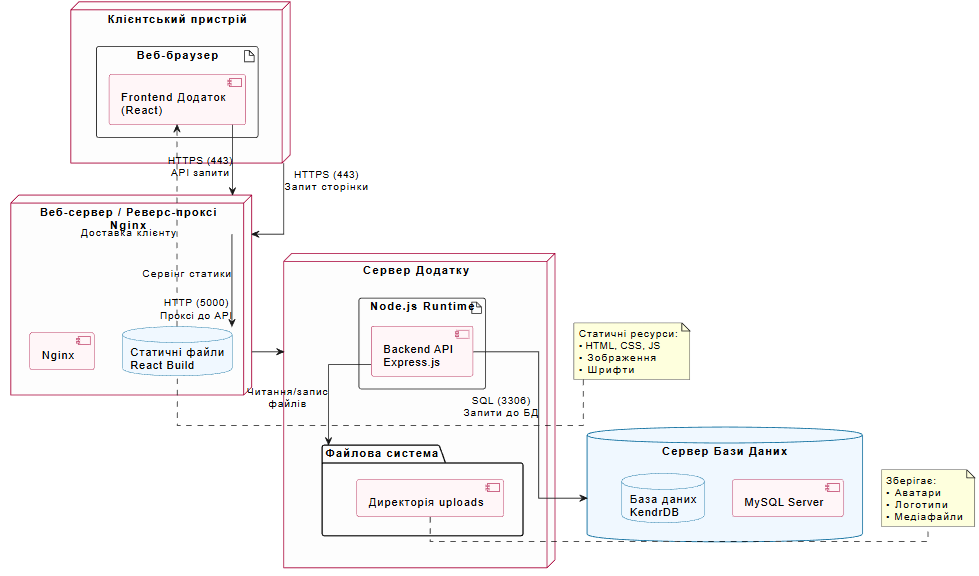 Клієнтський пристрій
Веб-браузер
Frontend Додаток
(React)
HTTPS (443)
API запити
HTTPS (443)
Запит сторінки
Веб-сервер / Реверс-проксі
Nginx
Доставка клієнту
Сервінг статики
HTTP (5000)
Проксі до API
Nginx
Статичні файли
React Build
Сервер Додатку
Node.js Runtime
Backend API
Express.js
Читання/запис
файлів
SQL (3306)
Запити до БД
Файлова система
Директорія uploads
Статичні ресурси:
• HTML, CSS, JS
• Зображення
• Шрифти
Сервер Бази Даних
База даних
KendrDB
MySQL Server
Зберігає:
• Аватари
• Логотипи
• Медіафайли